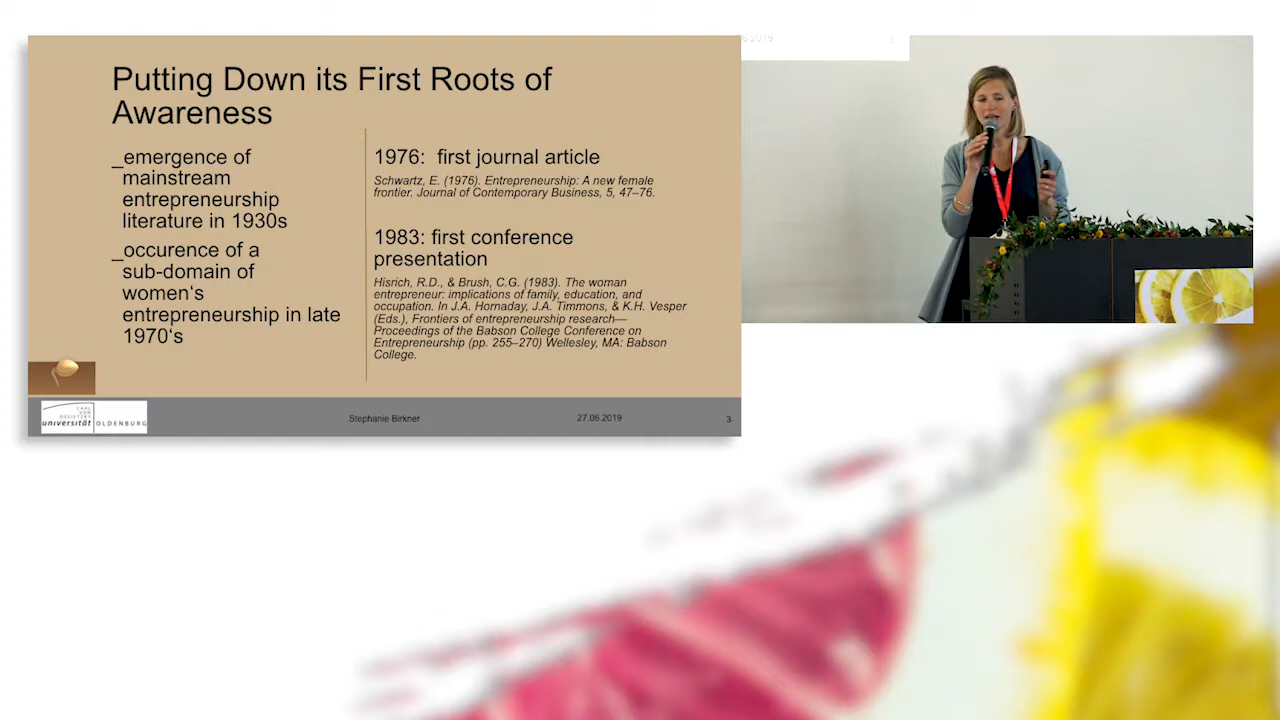 Putting Down its First Roots of
Awareness
_emergence of
mainstream
entrepreneurship
literature in 1930s
_occurence of a
sub-domain of
women‘s
entrepreneurship in late
1970‘s
1976: first journal article
Schwartz, E. (1976). Entrepreneurship: A new female
frontier. Journal of Contemporary Business, 5, 47–76.
1983: first conference
presentation
Hisrich, R.D., & Brush, C.G. (1983). The woman
entrepreneur: implications of family, education, and
occupation. In J.A. Hornaday, J.A. Timmons, & K.H. Vesper
(Eds.), Frontiers of entrepreneurship research—
Proceedings of the Babson College Conference on
Entrepreneurship (pp. 255–270) Wellesley, MA: Babson
College.
CARL
VON
OSSIETZKY
universität OLDENBURG
Stephanie Birkner
27.06.2019
3